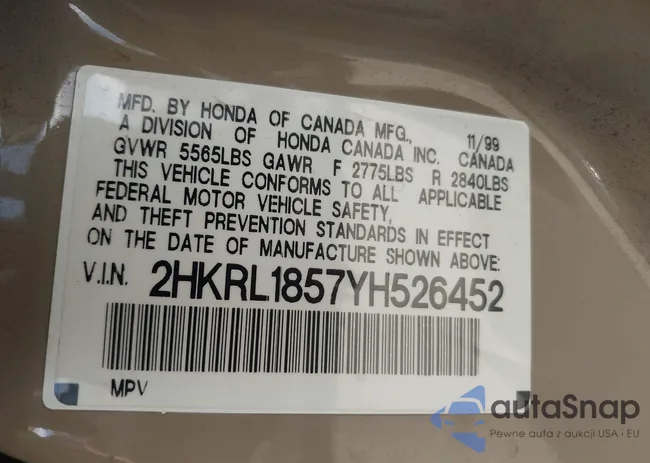 MFD. BY HONDA OF CANADA MFG., 11/99
A DIVISION OF HONDA CANADA INC. CANADA
GVWR 5565LBS GAWR F 2775LBS R 2840LBS
THIS VEHICLE CONFORMS TO ALL APPLICABLE
FEDERAL MOTOR VEHICLE SAFETY,
AND THEFT PREVENTION STANDARDS IN EFFECT
ON THE DATE OF MANUFACTURE SHOWN ABOVE:
V.I.N. 2HKRL1857YH526452
MPV
autaSnap
Pewne auta z aukcji USA i EU